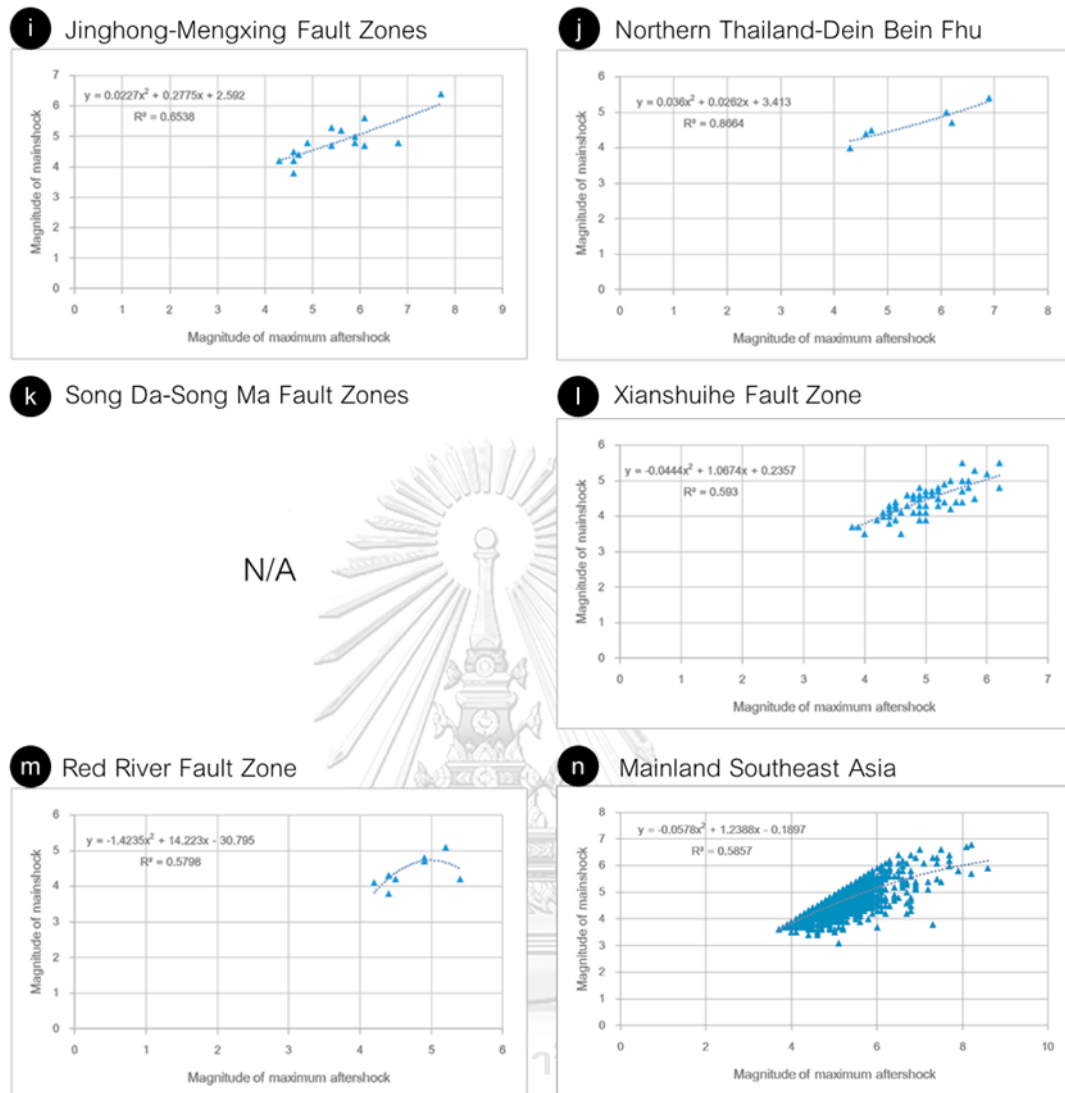 i Jinghong-Mengxing Fault Zones
y = 0.0227x² + 0.2775x + 2.592
R² = 0.6538
Magnitude of mainshock
7
6
5
4
3
2
1
0
0 1 2 3 4 5 6 7 8 9
Magnitude of maximum aftershock
j Northern Thailand-Dein Bein Fhu
y = 0.036x² + 0.0262x + 3.413
R² = 0.8664
Magnitude of mainshock
6
5
4
3
2
1
0
0 1 2 3 4 5 6 7 8
Magnitude of maximum aftershock
k Song Da-Song Ma Fault Zones
N/A
l Xianshuihe Fault Zone
y = -0.0444x² + 1.0674x + 0.2357
R² = 0.593
Magnitude of mainshock
6
5
4
3
2
1
0
0 1 2 3 4 5 6 7
Magnitude of maximum aftershock
m Red River Fault Zone
y = -1.4235x² + 14.223x - 30.795
R² = 0.5798
Magnitude of mainshock
6
5
4
3
2
1
0
0 1 2 3 4 5 6
Magnitude of maximum aftershock
n Mainland Southeast Asia
y = -0.0578x² + 1.2388x - 0.1897
R² = 0.5857
Magnitude of mainshock
8
7
6
5
4
3
2
1
0
0 2 4 6 8 10
Magnitude of maximum aftershock